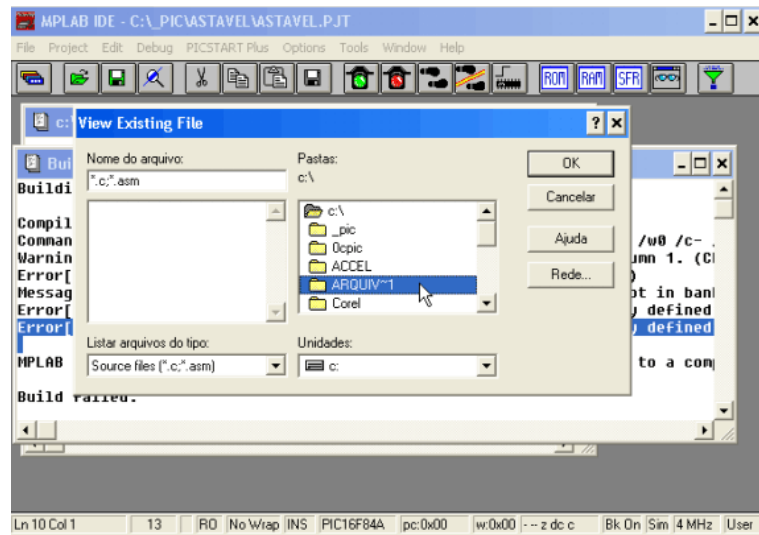 MPLAB IDE - C:\_PIC\ASTAVEL\ASTAVEL.PJT
File Project Edit Debug PICSTART Plus Options Tools Window Help
ROM RAM SFR
c:\
View Existing File
Bui
Nome do arquivo:
*.c;*.asm
Pastas:
c:\
OK
Cancelar
Ajuda
Rede...
c:\
_pic
0cpic
ACCEL
ARQUIV~1
Corel
Listar arquivos do tipo:
Source files (*.c;*.asm)
Unidades:
c:
Buildi
Compil
Comman /w0 /c-
Warnin umn 1. (C
Error[ )
Messag ot in ban
Error[ y defined
Error[ y defined
MPLAB to a com
Build failed.
Ln 10 Col 1 13 RO No Wrap INS PIC16F84A pc:0x00 w:0x00 - -- z dc c Bk On Sim 4 MHz User